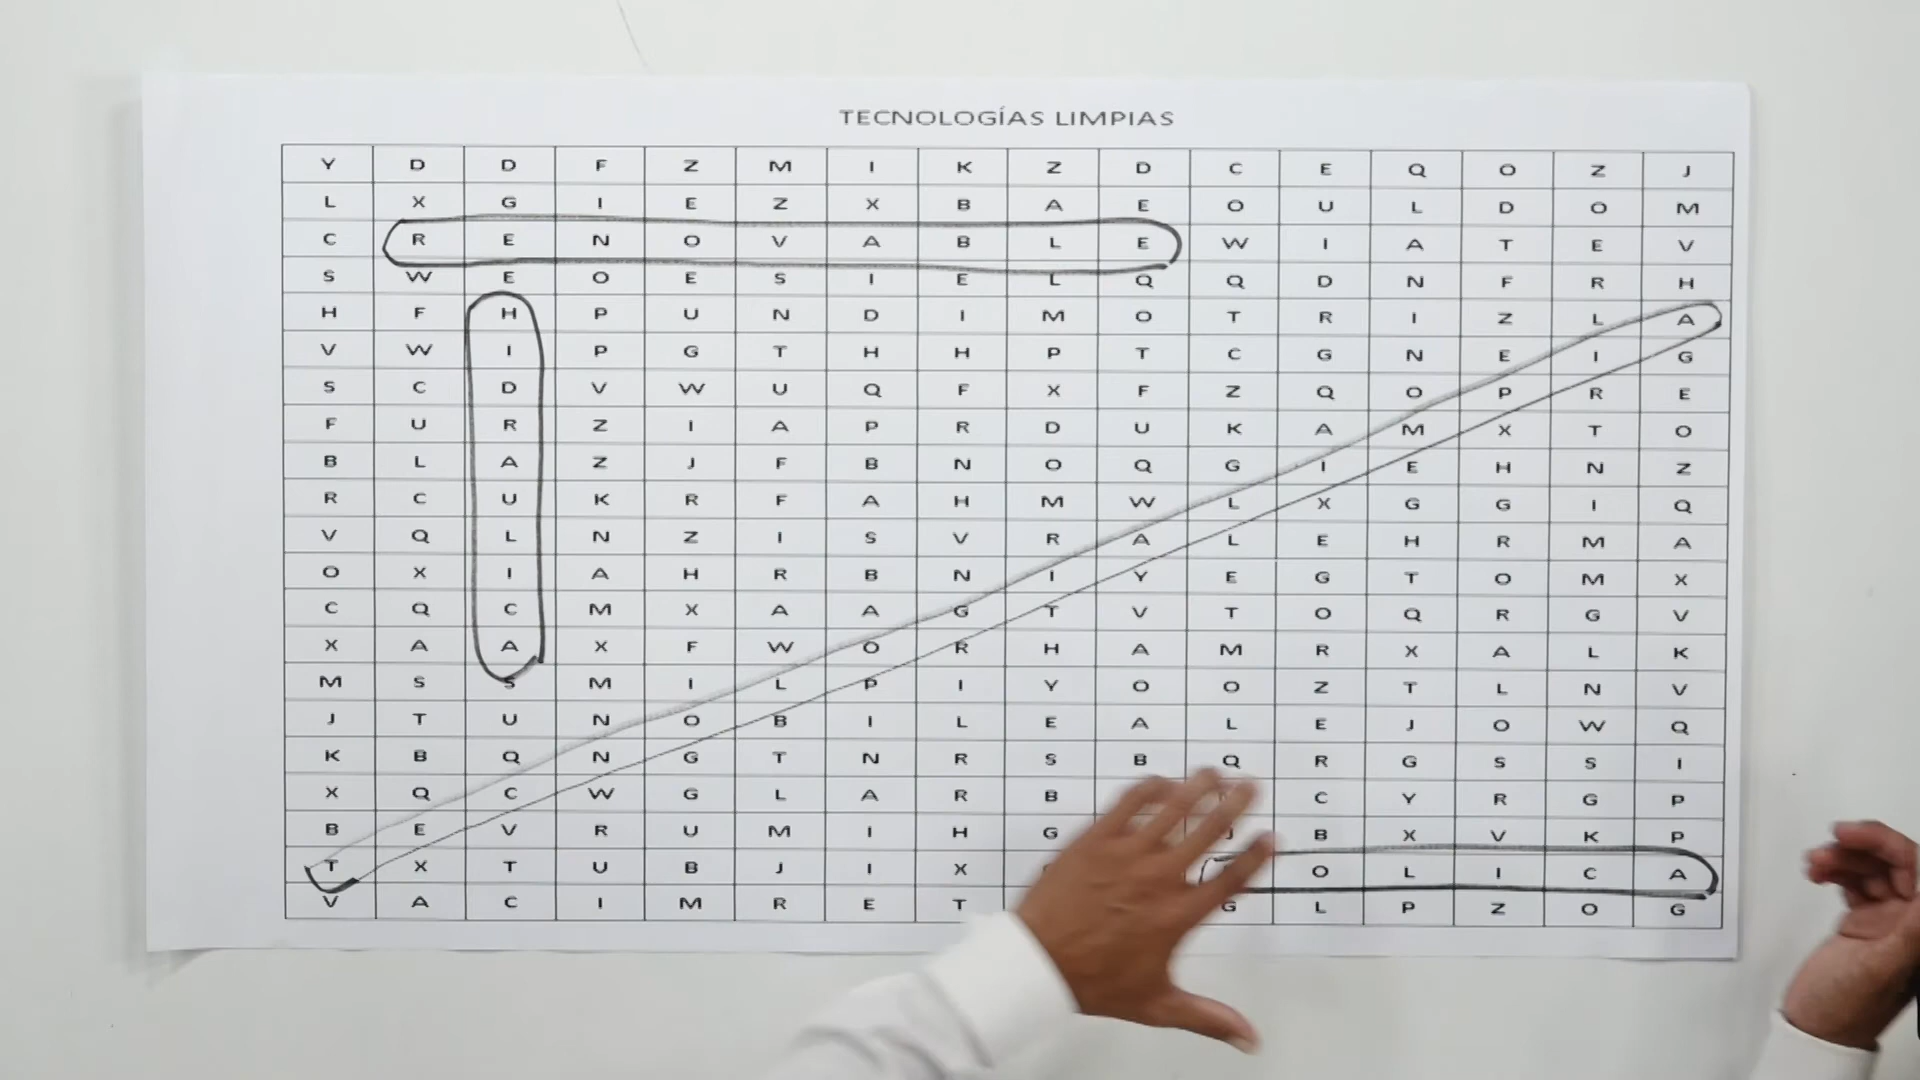 TECNOLOGÍAS LIMPIAS
Y D D F Z M I K Z D C E Q O Z J
L X G I E Z X B A E O U L D O M
C R E N O V A B L E W I A T E V
S W E O E S I E L Q Q D N F R H
H F H P U N D I M O T R I Z L A
V W I P G T H H P T C G N E I G
S C D V W U Q F X F Z Q O P R E
F U R Z I A P R D U K A M X T O
B L A Z J F B N O Q G I E H N Z
R C U K R F A H M W L X G G I Q
V Q L N Z I S V R A L E H R M A
O X I A H R B N I Y E G T O M X
C Q C M X A A G T V T O Q R G V
X A A X F W O R H A M R X A L K
M S S M I L P I Y O O Z T L N V
J T U N O B I L E A L E J O W Q
K B Q N G T N R S B Q R G S S I
X Q C W G L A R B C Y R G P
B E V R U M I H G J B X V K P
T X T U B J I X O L I C A
V A C I M R E T G L P Z O G